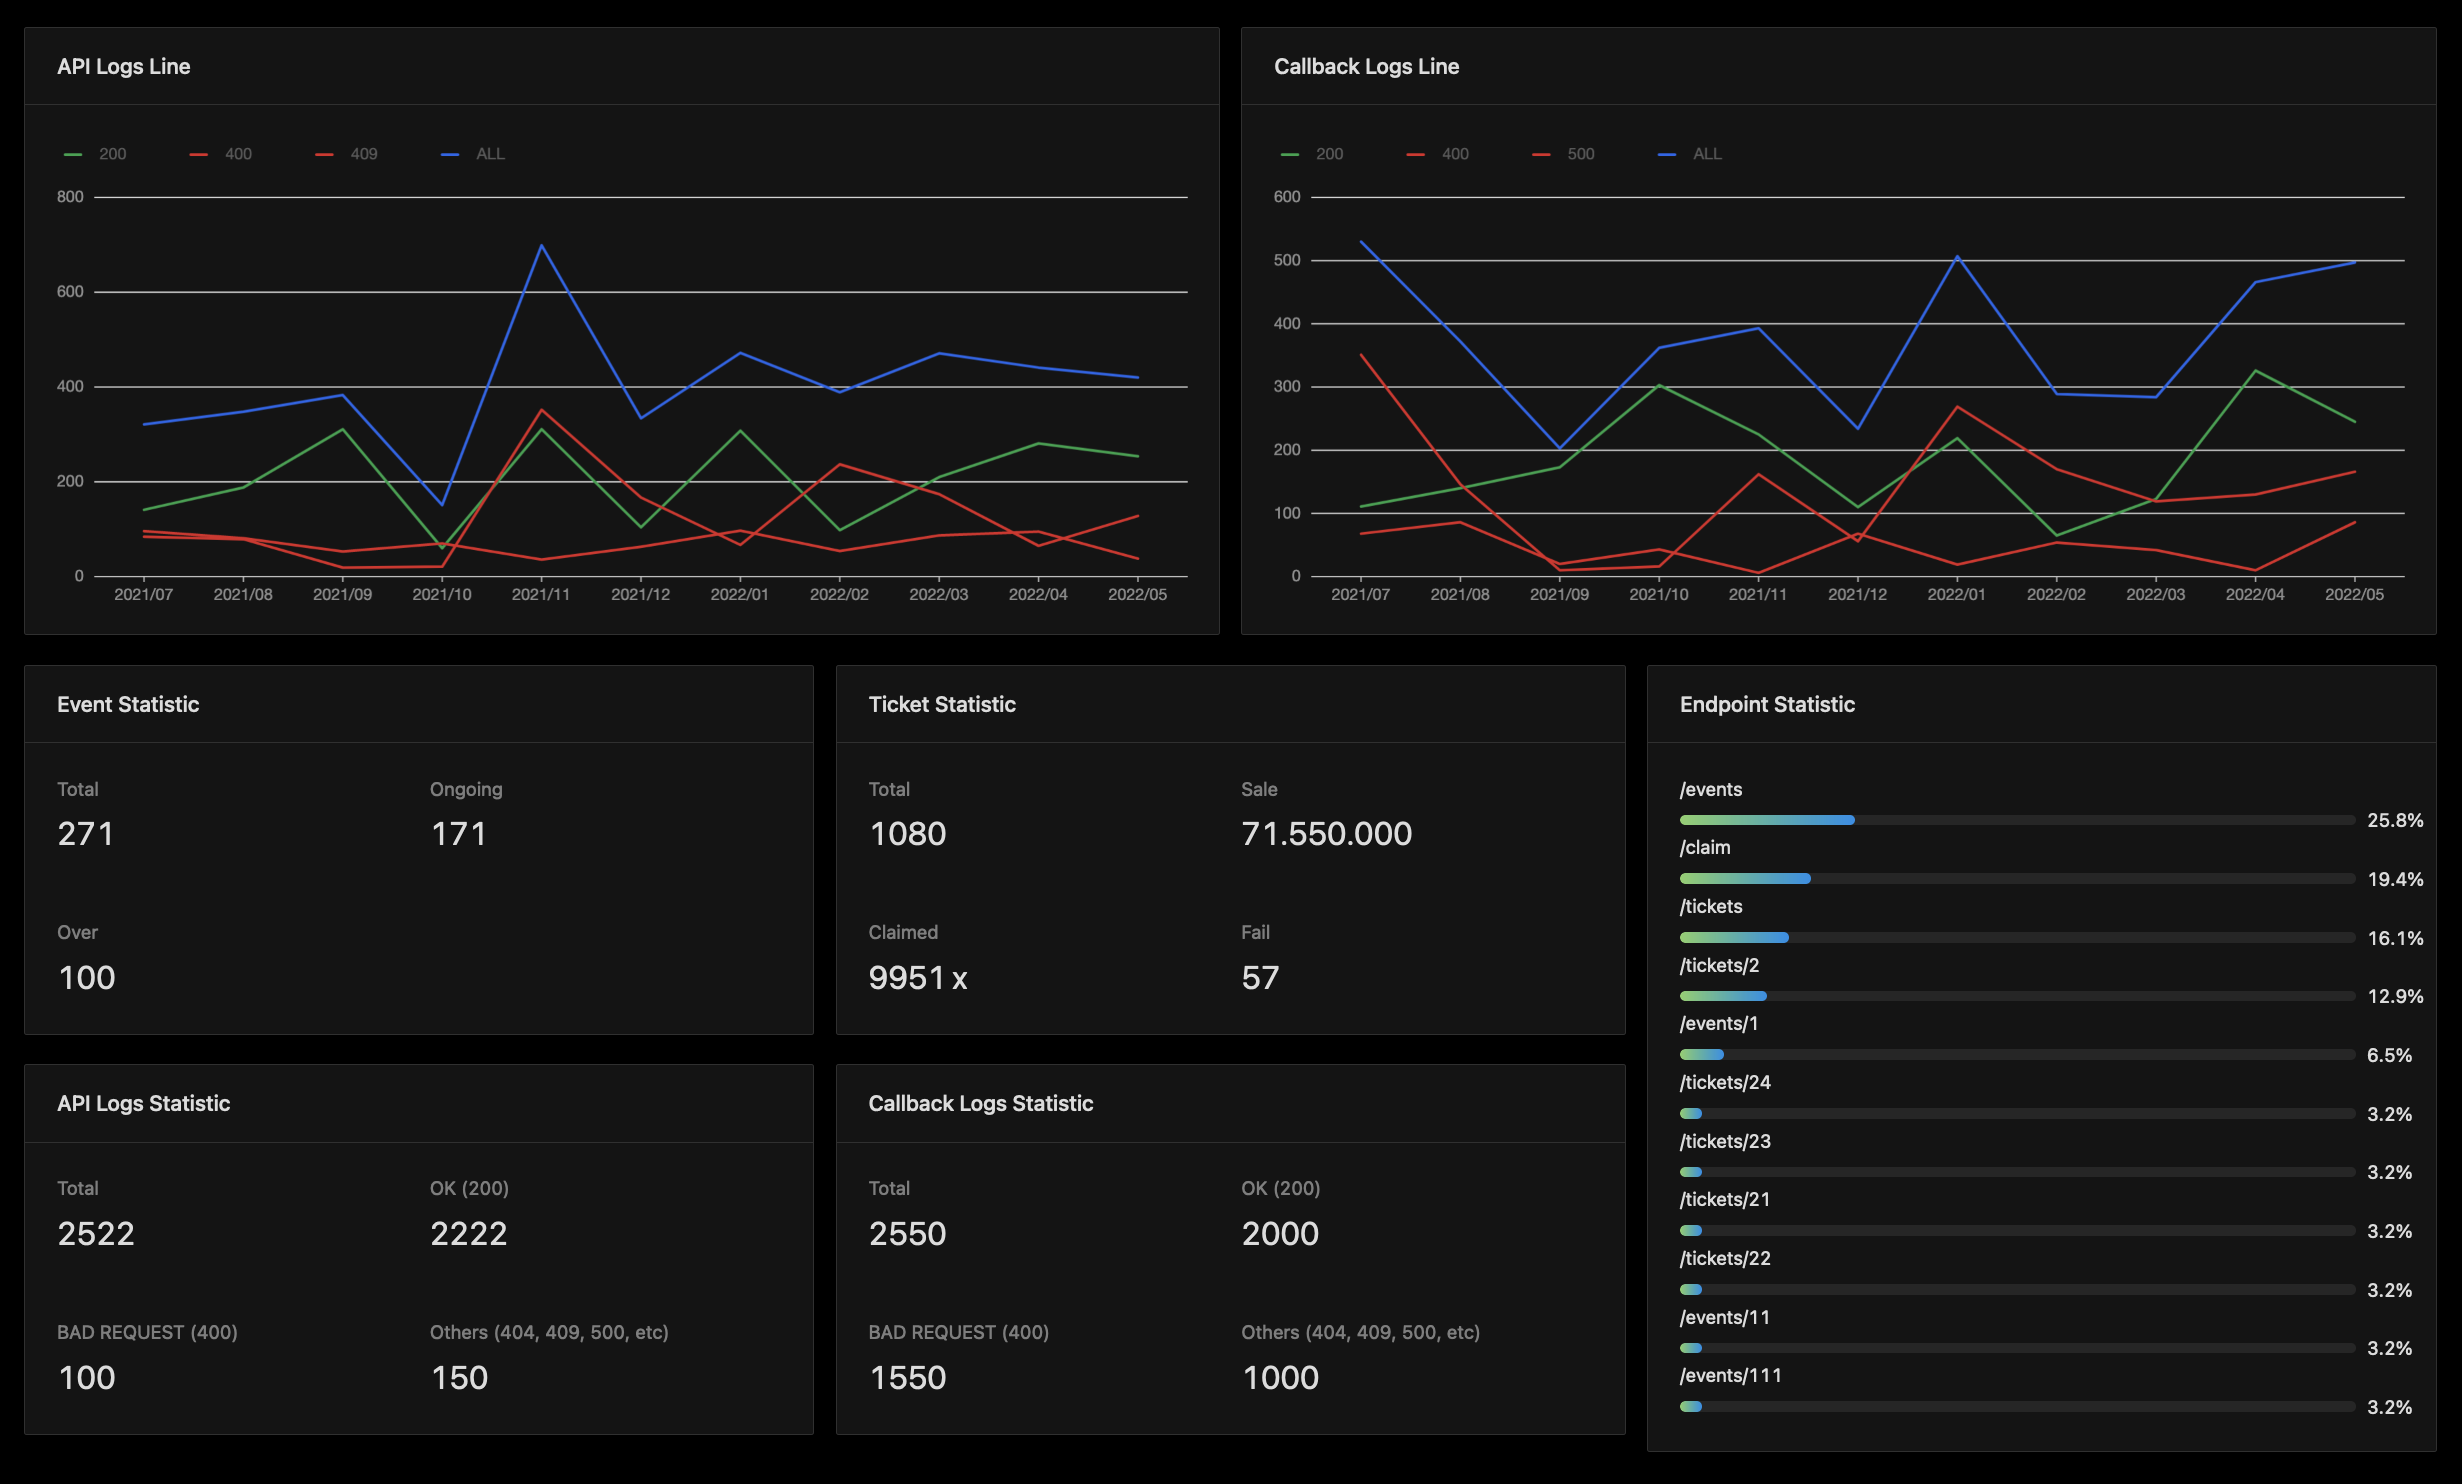 API Logs Line
200 400 409 ALL
800
600
400
200
0
2021/07 2021/08 2021/09 2021/10 2021/11 2021/12 2022/01 2022/02 2022/03 2022/04 2022/05
Callback Logs Line
200 400 500 ALL
600
500
400
300
200
100
0
2021/07 2021/08 2021/09 2021/10 2021/11 2021/12 2022/01 2022/02 2022/03 2022/04 2022/05
Event Statistic
Total Ongoing
271 171
Over
100
Ticket Statistic
Total Sale
1080 71.550.000
Claimed Fail
9951 x 57
Endpoint Statistic
/events
25.8%
/claim
19.4%
/tickets
16.1%
/tickets/2
12.9%
/events/1
6.5%
/tickets/24
3.2%
/tickets/23
3.2%
/tickets/21
3.2%
/tickets/22
3.2%
/events/11
3.2%
/events/111
3.2%
API Logs Statistic
Total OK (200)
2522 2222
BAD REQUEST (400) Others (404, 409, 500, etc)
100 150
Callback Logs Statistic
Total OK (200)
2550 2000
BAD REQUEST (400) Others (404, 409, 500, etc)
1550 1000